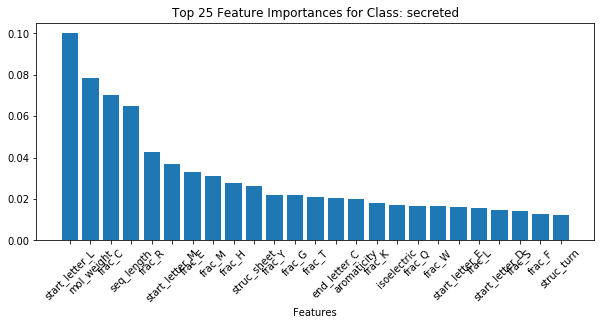 Top 25 Feature Importances for Class: secreted
0.10
0.08
0.06
0.04
0.02
0.00
start_letter_L
mol_weight
frac_C
seq_length
frac_R
start_letter_M
frac_E
frac_M
frac_H
struc_sheet
frac_Y
frac_G
frac_T
end_letter_C
aromaticity
frac_K
isoelectric
frac_Q
frac_W
start_letter_E
frac_L
start_letter_D
frac_S
frac_F
struc_turn
Features